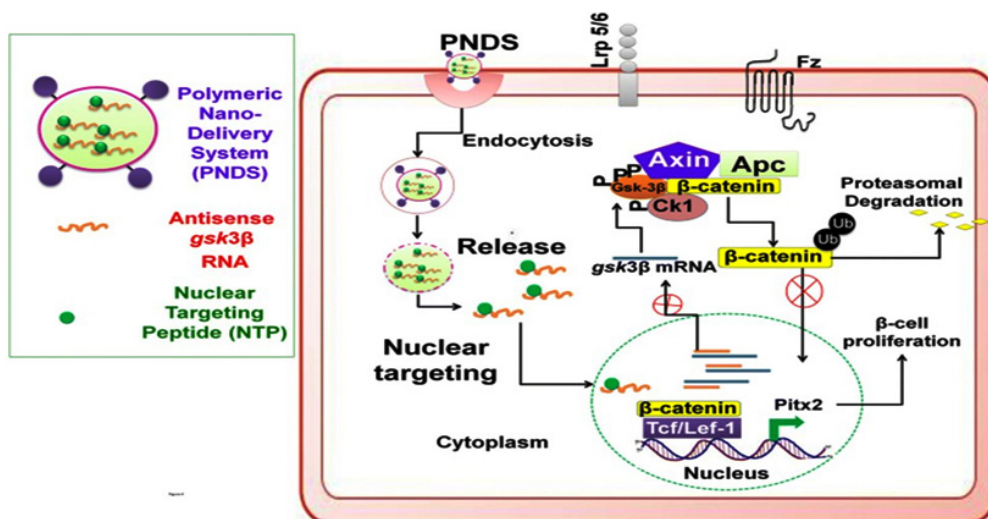 Polymeric
Nano-
Delivery
System
(PNDS)
Antisense
gsk3β
RNA
Nuclear
Targeting
Peptide (NTP)
PNDS
Lrp 5/6
Fz
Endocytosis
Release
Nuclear
targeting
Cytoplasm
P
P
P
Axin
Apc
Gsk-3β
β-catenin
P
Ck1
gsk3β mRNA
Proteasomal
Degradation
Ub
Ub
β-catenin
β-cell
proliferation
β-catenin
Tcf/Lef-1
Pitx2
Nucleus